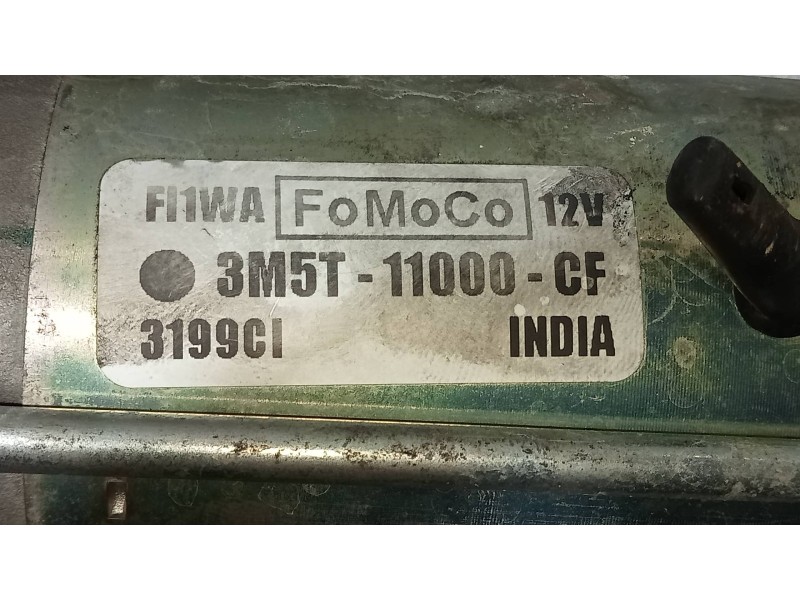 FI1WA FoMoCo 12V
3M5T - 11000 - CF
3199CI INDIA